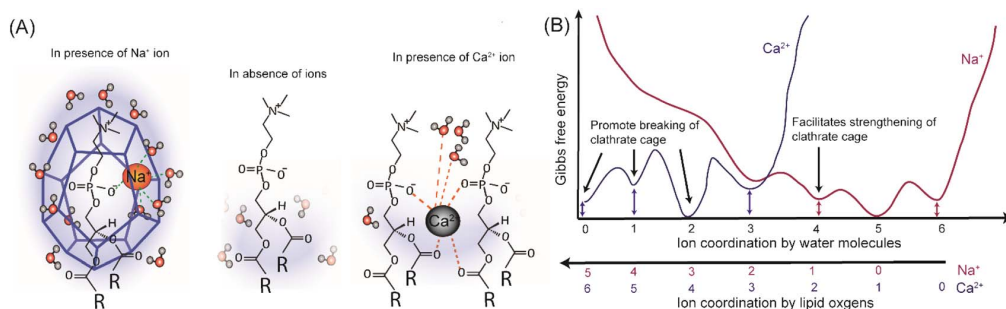 (A)
In presence of Na⁺ ion
In absence of ions
In presence of Ca²⁺ ion
N⁺
O
P
O⁻
Na⁺
O
H
O
O
O
O
R
R
N⁺
O
O
P
O⁻
O
H
O
O
O
O
R
R
N⁺
O
O
P
O⁻
O
H
O
O
O
O
R
R
Ca²⁺
N⁺
O
O
P
O⁻
O
H
O
O
O
O
R
R
(B)
Gibbs free energy
Ca²⁺
Na⁺
Promote breaking of
clathrate cage
Facilitates strengthening of
clathrate cage
0 1 2 3 4 5 6
Ion coordination by water molecules
5 4 3 2 1 0 Na⁺
6 5 4 3 2 1 0 Ca²⁺
Ion coordination by lipid oxgens